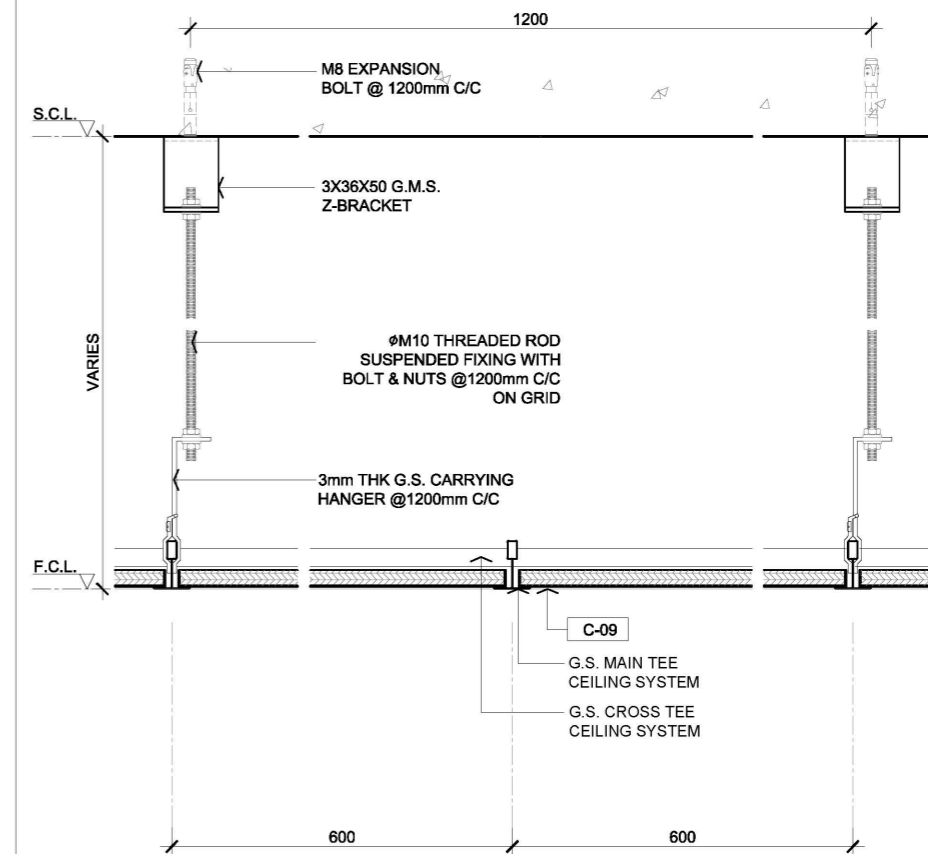 1200
M8 EXPANSION
BOLT @ 1200mm C/C
S.C.L.
3X36X50 G.M.S.
Z-BRACKET
VARIES
øM10 THREADED ROD
SUSPENDED FIXING WITH
BOLT & NUTS @1200mm C/C
ON GRID
3mm THK G.S. CARRYING
HANGER @1200mm C/C
F.C.L.
C-09
G.S. MAIN TEE
CEILING SYSTEM
G.S. CROSS TEE
CEILING SYSTEM
600
600